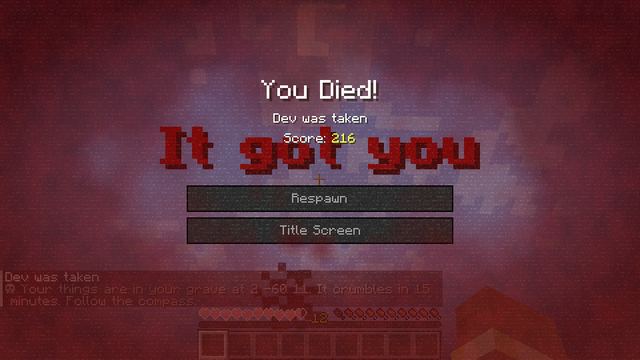 You Died!
Dev was taken
Score: 216
It got you
Respawn
Title Screen
Dev was taken
☠ Your things are in your grave at 2 -60 11. It crumbles in 15
minutes. Follow the compass.
18